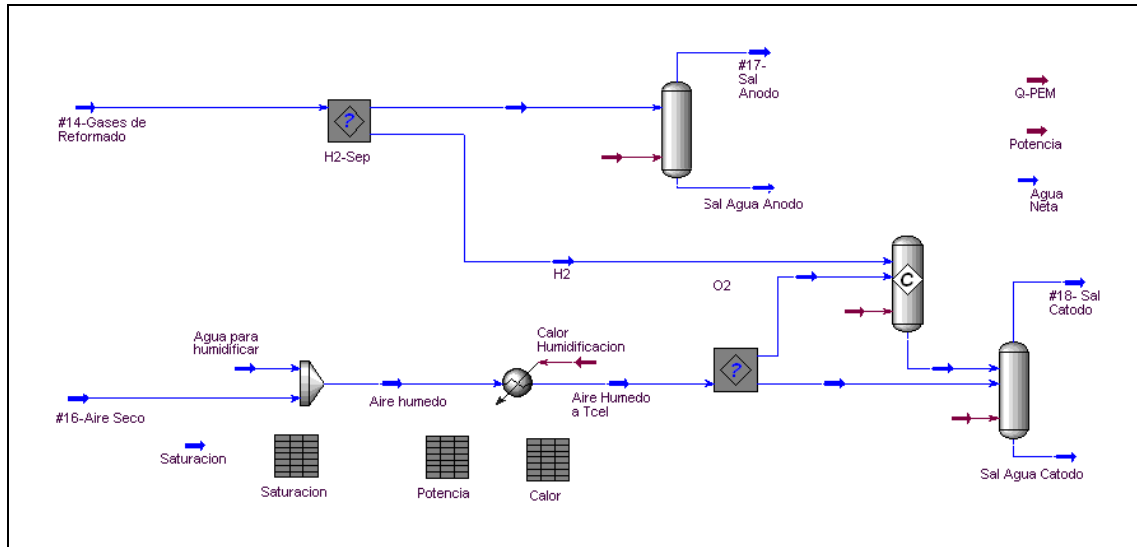 #17-
Sal
Anodo
Q-PEM
#14-Gases de
Reformado
?
H2-Sep
Potencia
Sal Agua Anodo
Agua
Neta
H2
O2
C
#18- Sal
Catodo
Agua para
humidificar
Calor
Humidificacion
?
Aire humedo
Aire Humedo
a Tcel
#16-Aire Seco
Saturacion
Saturacion
Potencia
Calor
Sal Agua Catodo